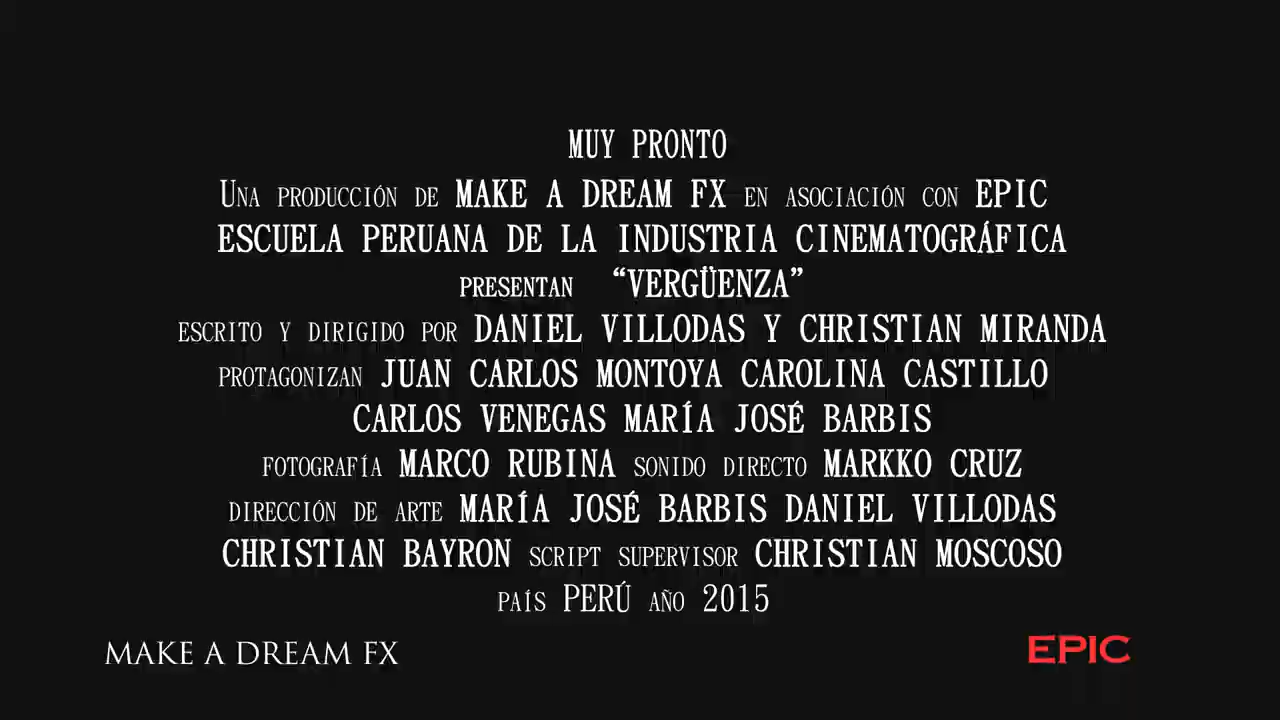 MUY PRONTO
UNA PRODUCCIÓN DE MAKE A DREAM FX EN ASOCIACIÓN CON EPIC
ESCUELA PERUANA DE LA INDUSTRIA CINEMATOGRÁFICA
PRESENTAN “VERGÜENZA”
ESCRITO Y DIRIGIDO POR DANIEL VILLODAS Y CHRISTIAN MIRANDA
PROTAGONIZAN JUAN CARLOS MONTOYA CAROLINA CASTILLO
CARLOS VENEGAS MARÍA JOSÉ BARBIS
FOTOGRAFÍA MARCO RUBINA SONIDO DIRECTO MARKKO CRUZ
DIRECCIÓN DE ARTE MARÍA JOSÉ BARBIS DANIEL VILLODAS
CHRISTIAN BAYRON SCRIPT SUPERVISOR CHRISTIAN MOSCOSO
PAÍS PERÚ AÑO 2015
MAKE A DREAM FX
EPIC